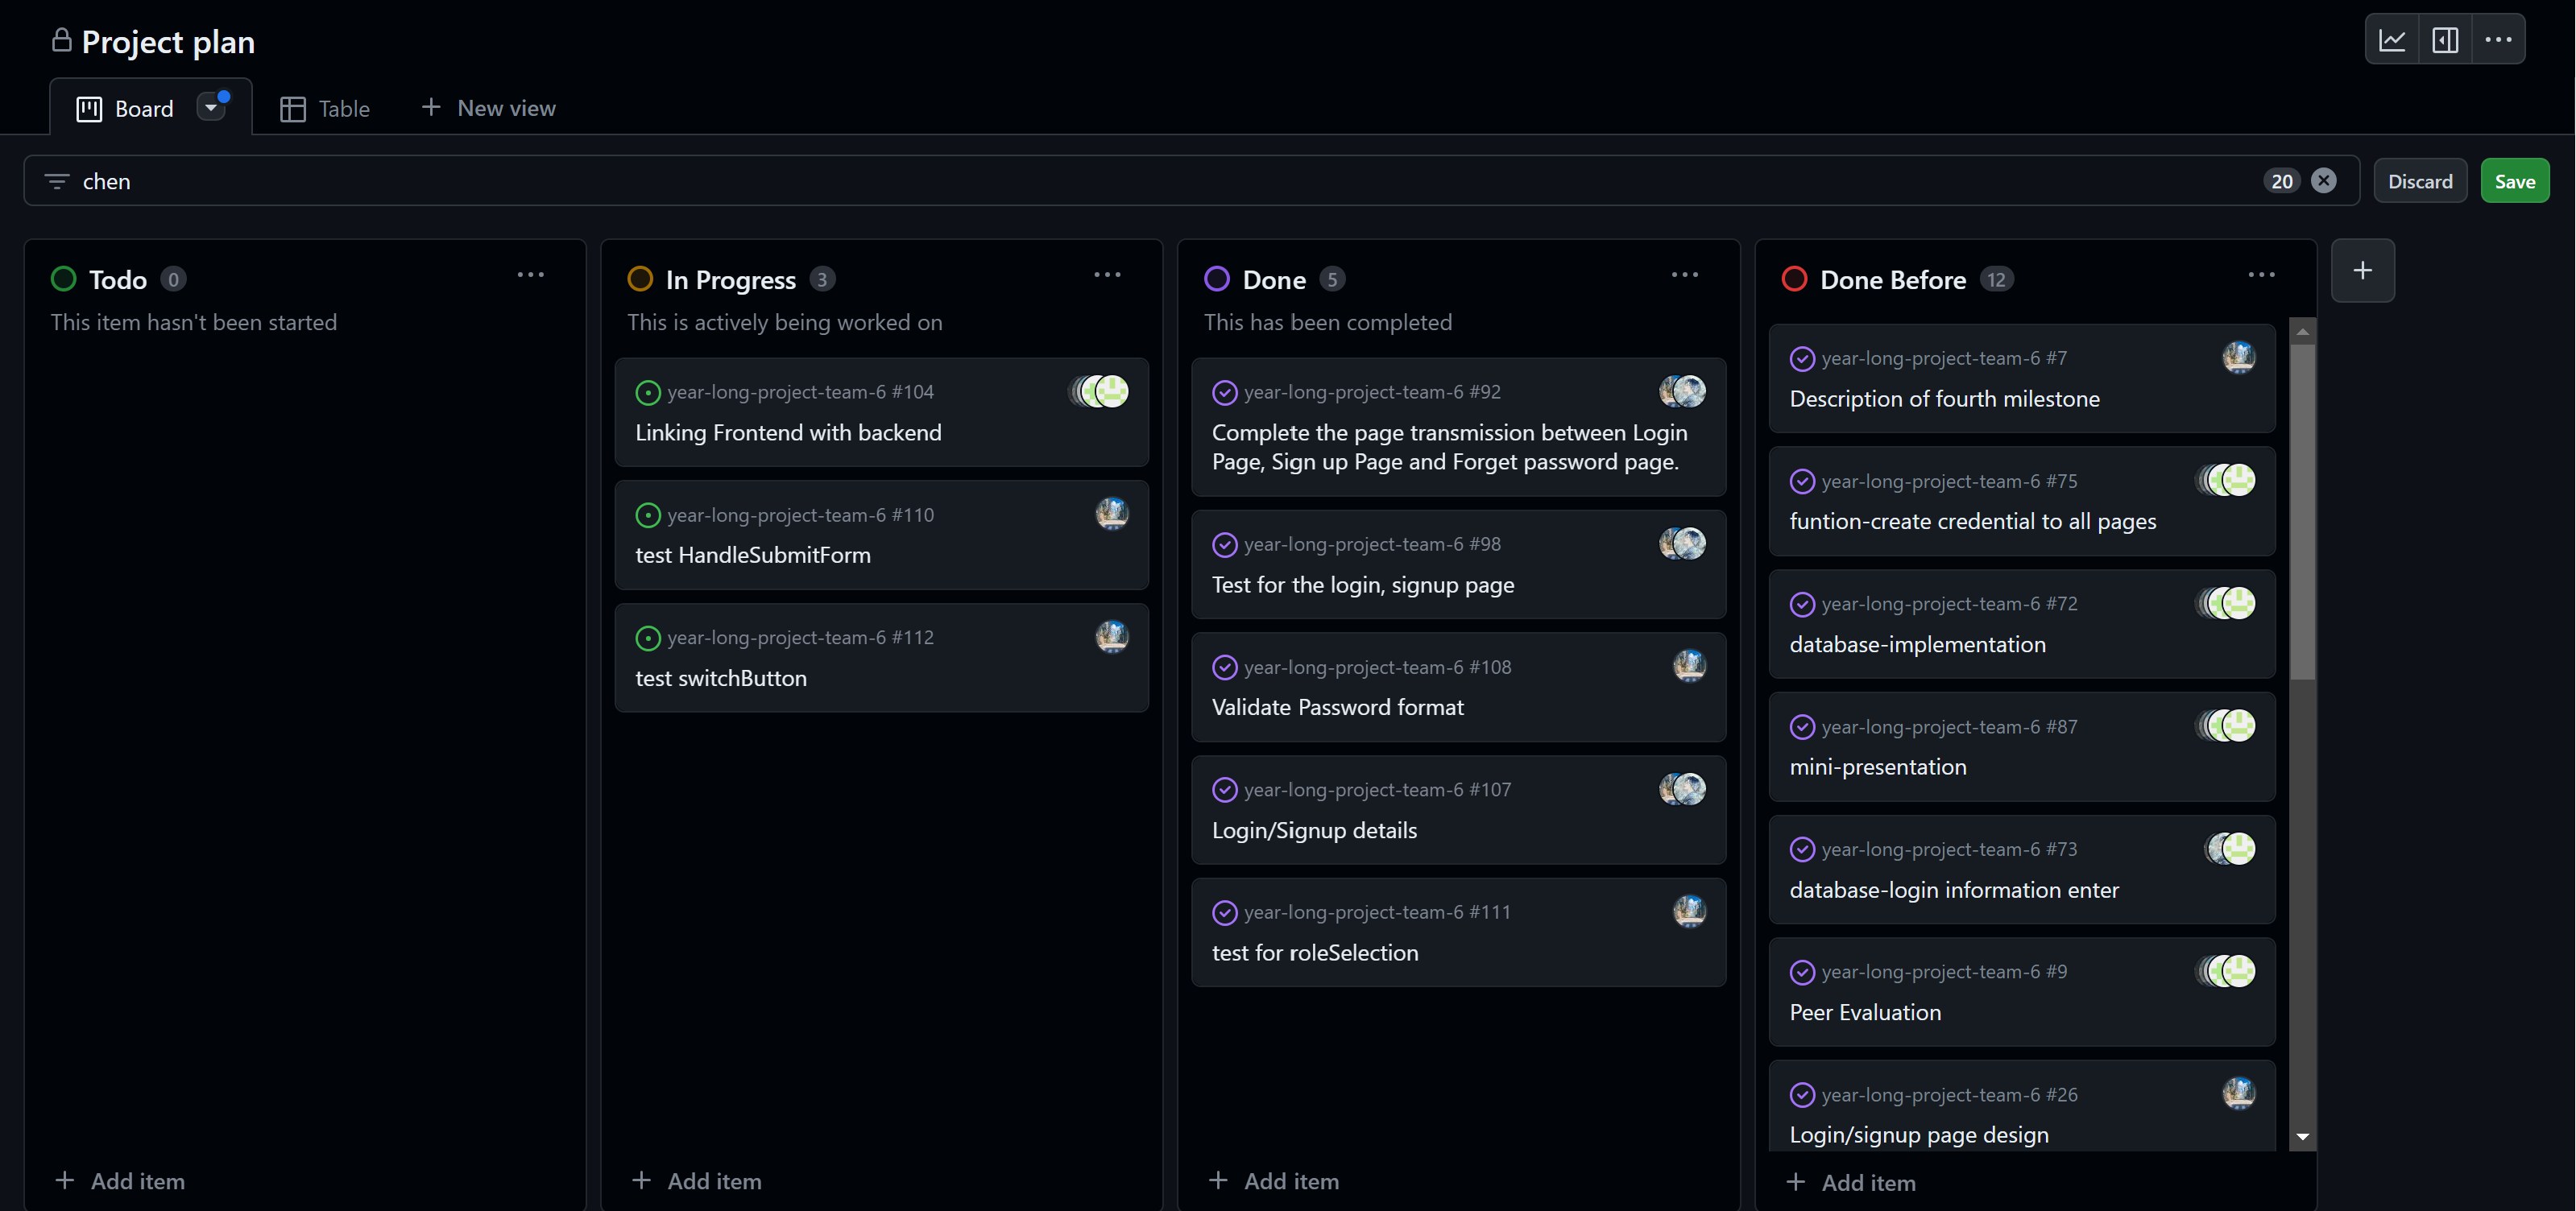 Project plan
Board
Table
New view
chen
20
Discard
Save
Todo 0
This item hasn't been started
Add item
In Progress 3
This is actively being worked on
year-long-project-team-6 #104
Linking Frontend with backend
year-long-project-team-6 #110
test HandleSubmitForm
year-long-project-team-6 #112
test switchButton
Add item
Done 5
This has been completed
year-long-project-team-6 #92
Complete the page transmission between Login
Page, Sign up Page and Forget password page.
year-long-project-team-6 #98
Test for the login, signup page
year-long-project-team-6 #108
Validate Password format
year-long-project-team-6 #107
Login/Signup details
year-long-project-team-6 #111
test for roleSelection
Add item
Done Before 12
year-long-project-team-6 #7
Description of fourth milestone
year-long-project-team-6 #75
funtion-create credential to all pages
year-long-project-team-6 #72
database-implementation
year-long-project-team-6 #87
mini-presentation
year-long-project-team-6 #73
database-login information enter
year-long-project-team-6 #9
Peer Evaluation
year-long-project-team-6 #26
Login/signup page design
Add item